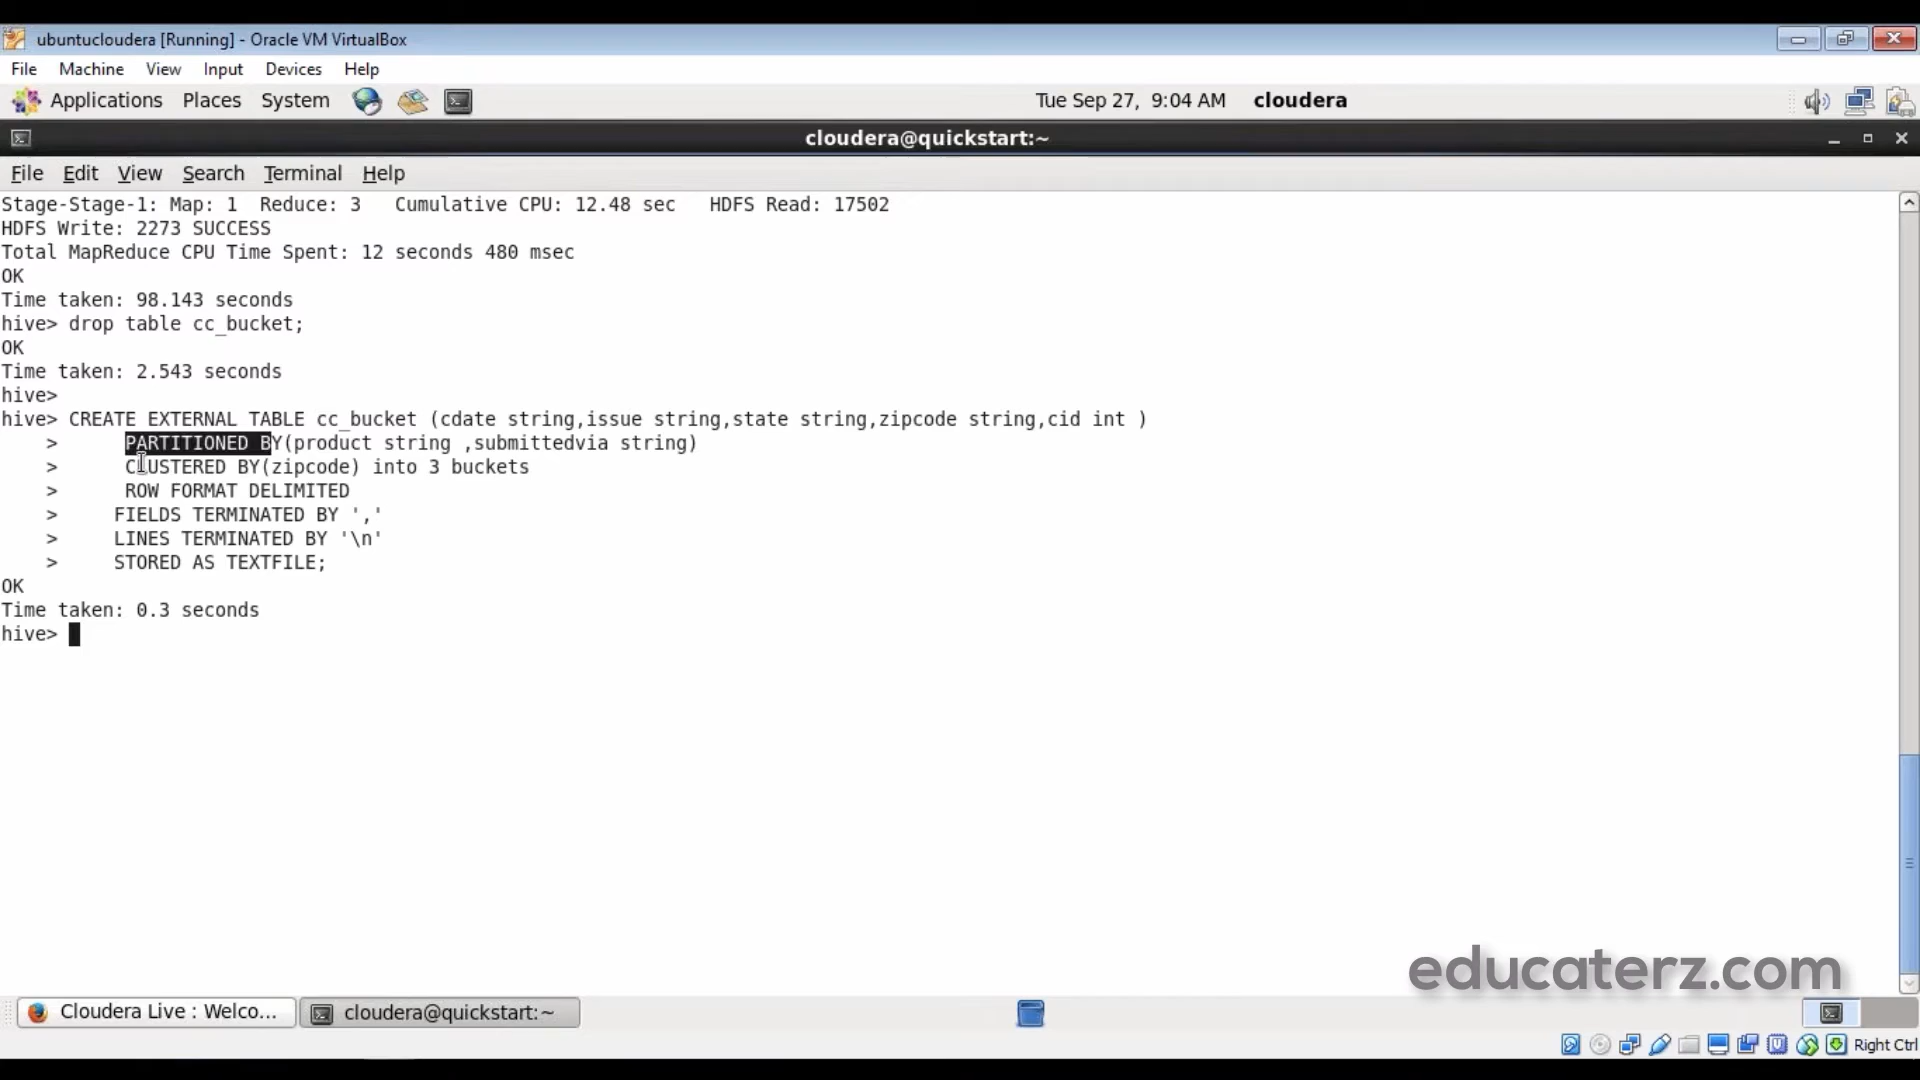 ubuntucloudera [Running] - Oracle VM VirtualBox
File Machine View Input Devices Help
Applications Places System Tue Sep 27, 9:04 AM cloudera
cloudera@quickstart:~
File Edit View Search Terminal Help
Stage-Stage-1: Map: 1 Reduce: 3 Cumulative CPU: 12.48 sec HDFS Read: 17502
HDFS Write: 2273 SUCCESS
Total MapReduce CPU Time Spent: 12 seconds 480 msec
OK
Time taken: 98.143 seconds
hive> drop table cc_bucket;
OK
Time taken: 2.543 seconds
hive>
hive> CREATE EXTERNAL TABLE cc_bucket (cdate string,issue string,state string,zipcode string,cid int )
> PARTITIONED BY(product string ,submittedvia string)
> CLUSTERED BY(zipcode) into 3 buckets
> ROW FORMAT DELIMITED
> FIELDS TERMINATED BY ','
> LINES TERMINATED BY '\n'
> STORED AS TEXTFILE;
OK
Time taken: 0.3 seconds
hive>
educaterz.com
Cloudera Live : Welco... cloudera@quickstart:~
Right Ctrl